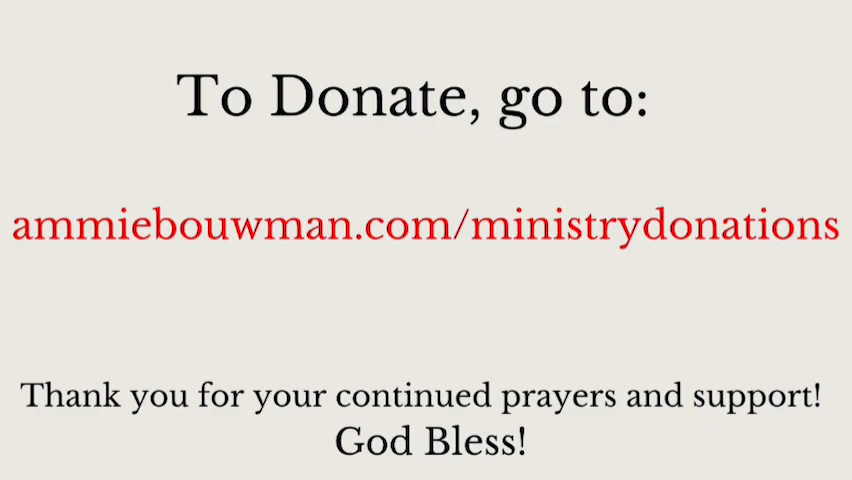 To Donate, go to:
ammiebouwman.com/ministrydonations
Thank you for your continued prayers and support!
God Bless!